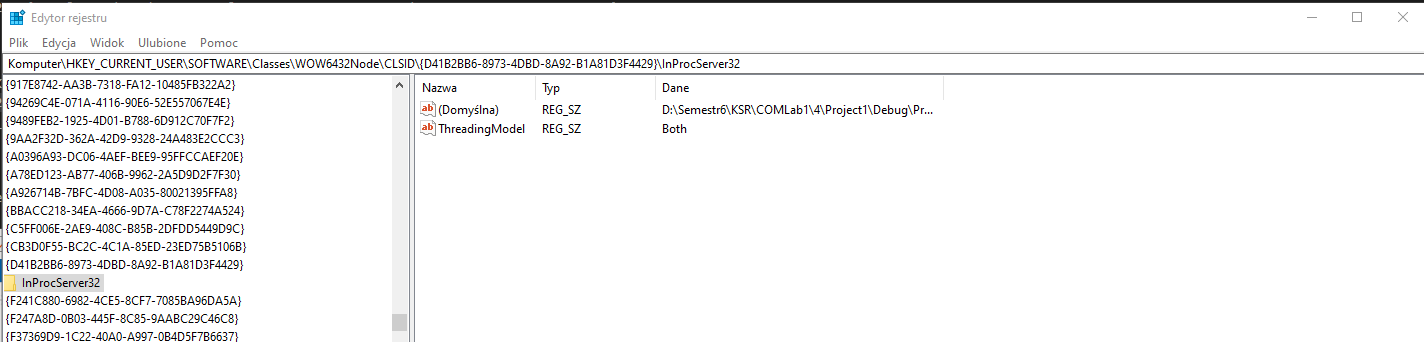 Edytor rejestru
Plik Edycja Widok Ulubione Pomoc
Komputer\HKEY_CURRENT_USER\SOFTWARE\Classes\WOW6432Node\CLSID\{D41B2BB6-8973-4DBD-8A92-B1A81D3F4429}\InProcServer32
{917E8742-AA3B-7318-FA12-10485FB322A2}
{94269C4E-071A-4116-90E6-52E557067E4E}
{9489FEB2-1925-4D01-B788-6D912C70F7F2}
{9AA2F32D-362A-42D9-9328-24A483E2CCC3}
{A0396A93-DC06-4AEF-BEE9-95FFCCAEF20E}
{A78ED123-AB77-406B-9962-2A5D9D2F7F30}
{A926714B-7BFC-4D08-A035-80021395FFA8}
{BBACC218-34EA-4666-9D7A-C78F2274A524}
{C5FF006E-2AE9-408C-B85B-2DFDD5449D9C}
{CB3D0F55-BC2C-4C1A-85ED-23ED75B5106B}
{D41B2BB6-8973-4DBD-8A92-B1A81D3F4429}
InProcServer32
{F241C880-6982-4CE5-8CF7-7085BA96DA5A}
{F247A8D-0B03-445F-8C85-9AABC29C46C8}
{F37369D9-1C22-40A0-A997-0B4D5F7B6637}
Nazwa Typ Dane
(Domyślna) REG_SZ D:\Semestr6\KSR\COMLab1\4\Project1\Debug\Pr...
ThreadingModel REG_SZ Both